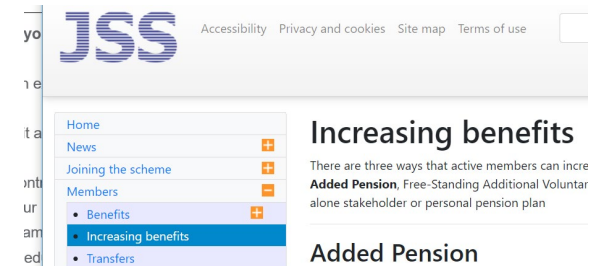 yo
JSS
Accessibility Privacy and cookies Site map Terms of use
Home
News
Joining the scheme
Members
Benefits
Increasing benefits
Transfers
Increasing benefits
There are three ways that active members can incre
Added Pension, Free-Standing Additional Voluntar
alone stakeholder or personal pension plan
Added Pension